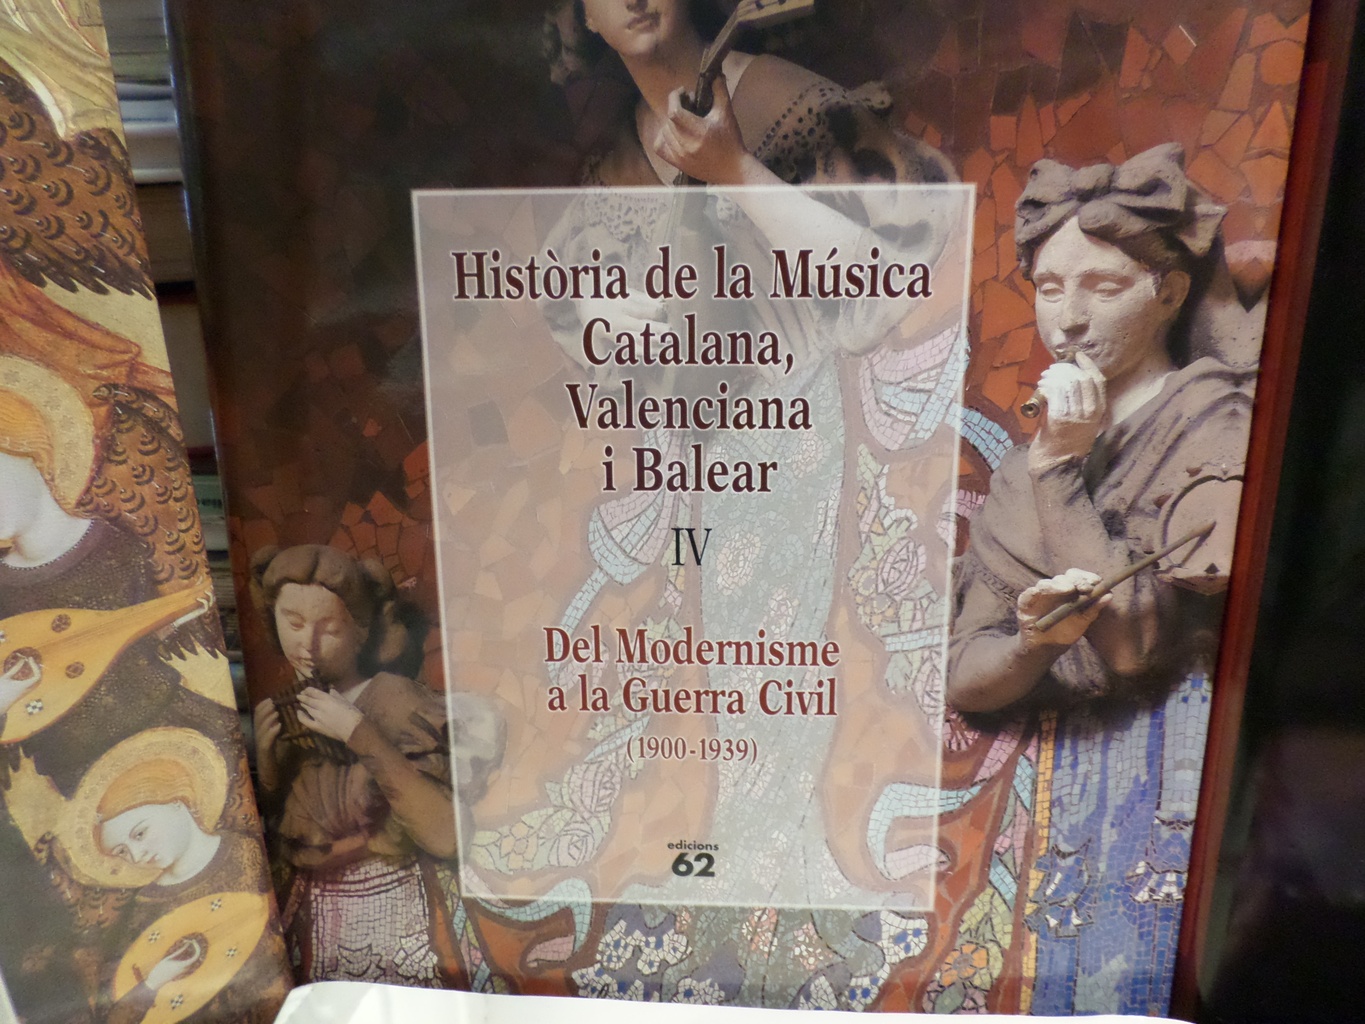 Història de la Música
Catalana,
Valenciana
i Balear
IV
Del Modernisme
a la Guerra Civil
(1900-1939)
edicions
62